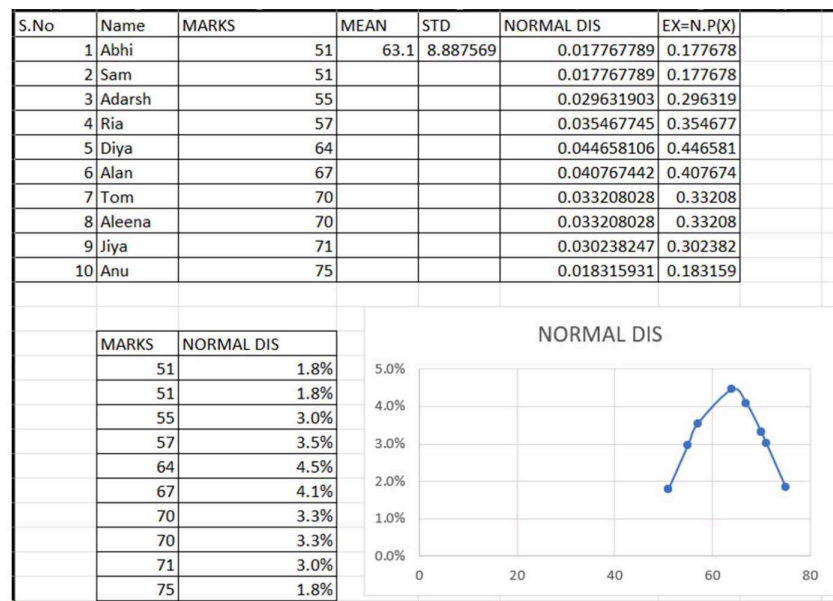 S.No Name MARKS MEAN STD NORMAL DIS EX=N.P(X)
1 Abhi 51 63.1 8.887569 0.017767789 0.177678
2 Sam 51 0.017767789 0.177678
3 Adarsh 55 0.029631903 0.296319
4 Ria 57 0.035467745 0.354677
5 Diya 64 0.044658106 0.446581
6 Alan 67 0.040767442 0.407674
7 Tom 70 0.033208028 0.33208
8 Aleena 70 0.033208028 0.33208
9 Jiya 71 0.030238247 0.302382
10 Anu 75 0.018315931 0.183159
MARKS NORMAL DIS
51 1.8%
51 1.8%
55 3.0%
57 3.5%
64 4.5%
67 4.1%
70 3.3%
70 3.3%
71 3.0%
75 1.8%
NORMAL DIS
5.0%
4.0%
3.0%
2.0%
1.0%
0.0%
0 20 40 60 80